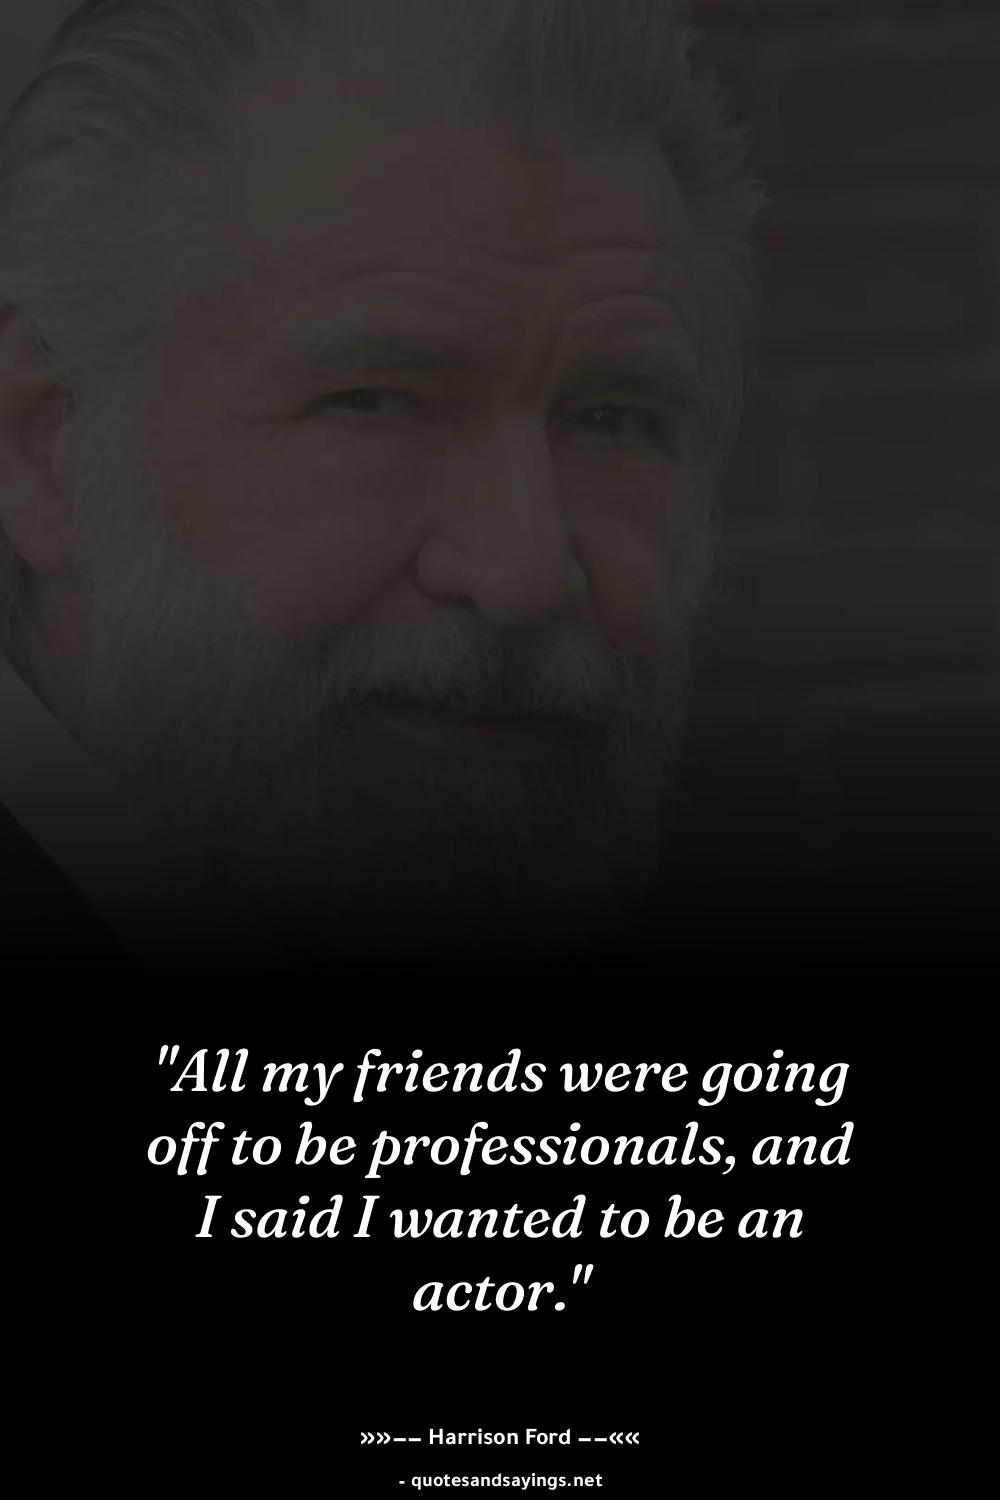 "All my friends were going
off to be professionals, and
I said I wanted to be an
actor."
»»−− Harrison Ford −−««
- quotesandsayings.net